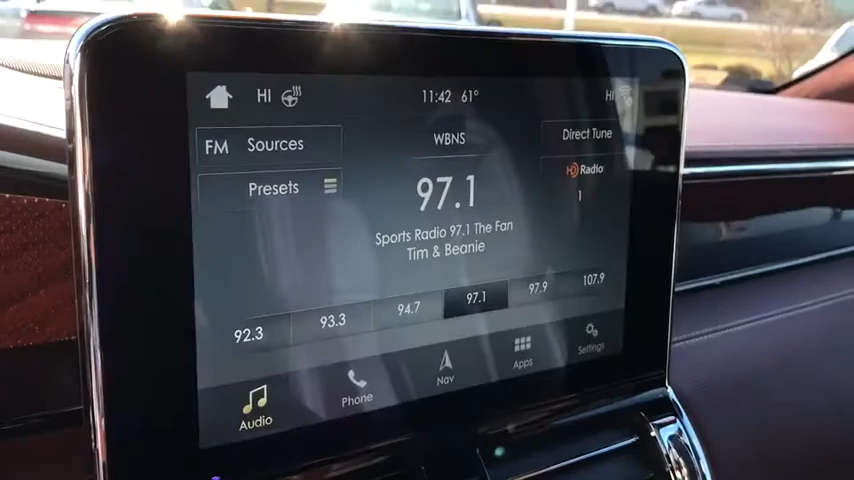 HI 11:42 61° HI
FM Sources WBNS Direct Tune
Presets HD Radio
97.1 1
Sports Radio 97.1 The Fan
Tim & Beanie
92.3 93.3 94.7 97.1 97.9 107.9
Audio Phone Nav Apps Settings